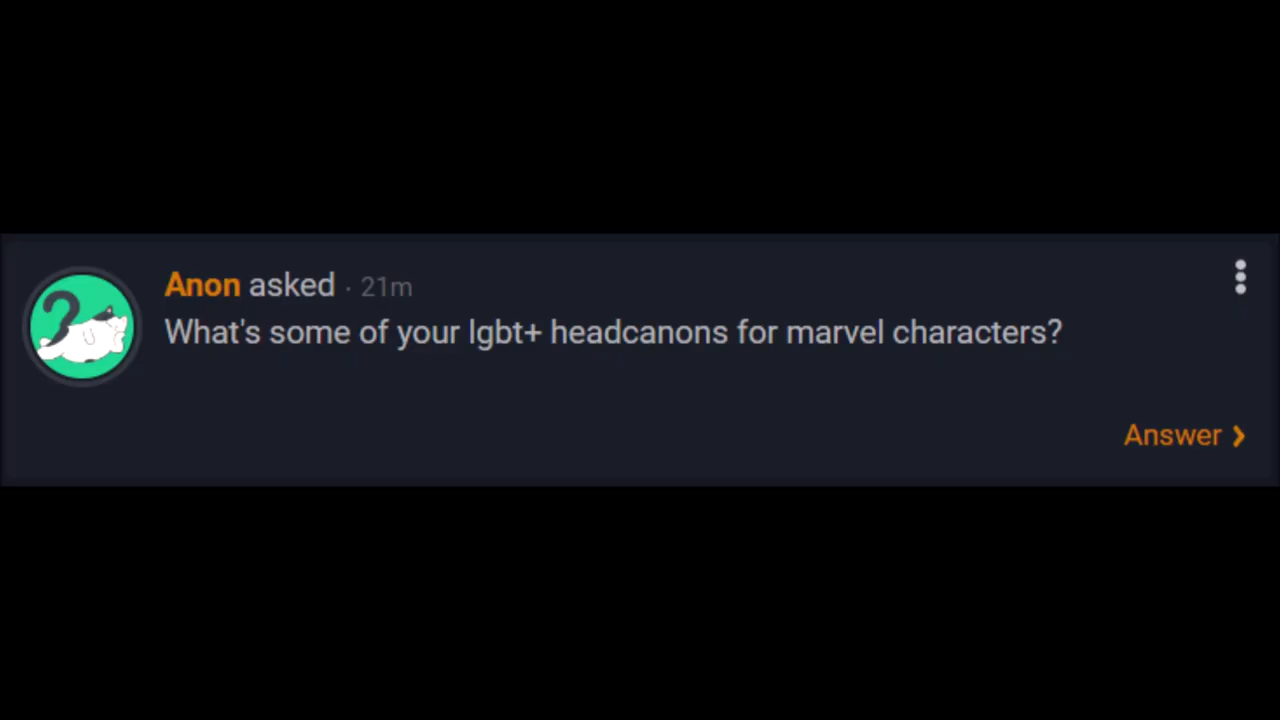 Anon asked · 21m
What's some of your lgbt+ headcanons for marvel characters?
Answer